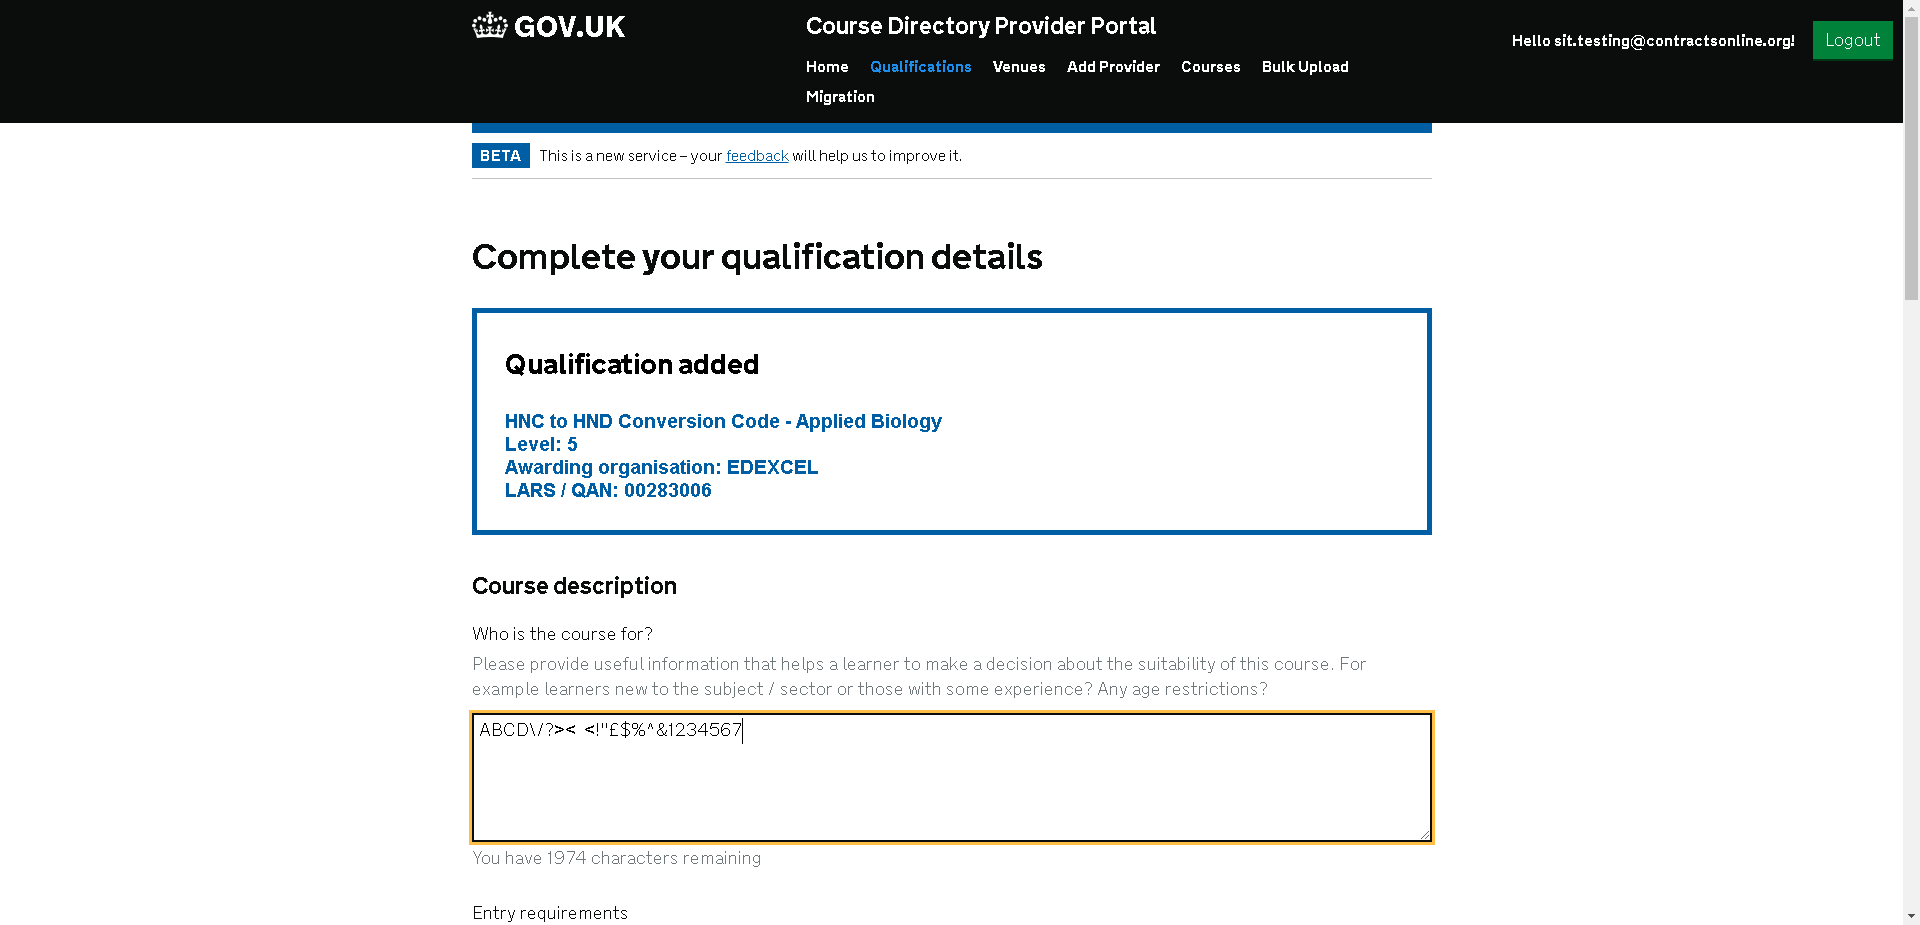 GOV.UK
Course Directory Provider Portal
Home Qualifications Venues Add Provider Courses Bulk Upload
Migration
Hello sit.testing@contractsonline.org!
Logout
BETA This is a new service – your feedback will help us to improve it.
Complete your qualification details
Qualification added
HNC to HND Conversion Code - Applied Biology
Level: 5
Awarding organisation: EDEXCEL
LARS / QAN: 00283006
Course description
Who is the course for?
Please provide useful information that helps a learner to make a decision about the suitability of this course. For
example learners new to the subject / sector or those with some experience? Any age restrictions?
ABCD\/?>< <!"£$%^&1234567
You have 1974 characters remaining
Entry requirements